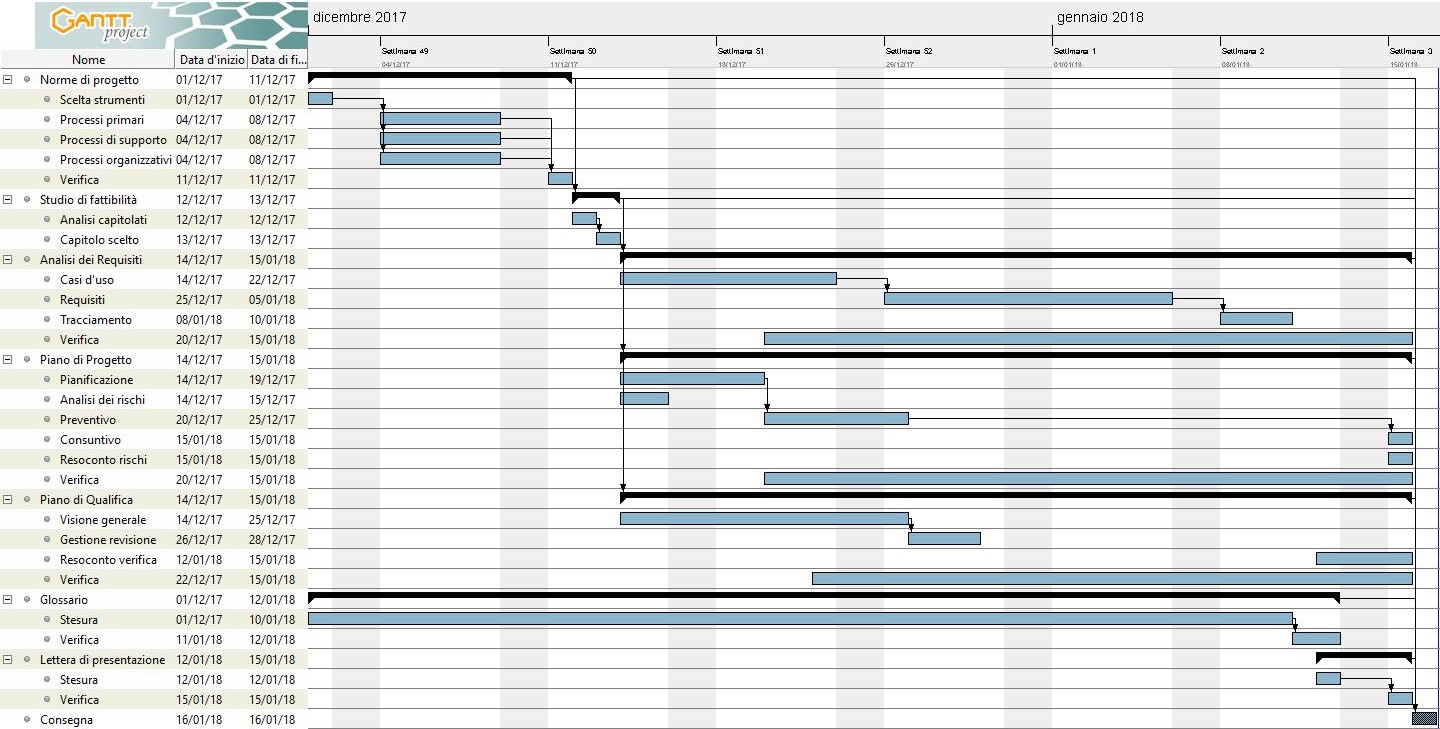 GANTT project
dicembre 2017 gennaio 2018
Settimana 49 Settimana 50 Settimana 51 Settimana 52 Settimana 1 Settimana 2 Settimana 3
Nome Data d'inizio Data di fi... 04/12/17 11/12/17 18/12/17 25/12/17 01/01/18 08/01/18 15/01/18
Norme di progetto 01/12/17 11/12/17
Scelta strumenti 01/12/17 01/12/17
Processi primari 04/12/17 08/12/17
Processi di supporto 04/12/17 08/12/17
Processi organizzativi 04/12/17 08/12/17
Verifica 11/12/17 11/12/17
Studio di fattibilità 12/12/17 13/12/17
Analisi capitolati 12/12/17 12/12/17
Capitolo scelto 13/12/17 13/12/17
Analisi dei Requisiti 14/12/17 15/01/18
Casi d'uso 14/12/17 22/12/17
Requisiti 25/12/17 05/01/18
Tracciamento 08/01/18 10/01/18
Verifica 20/12/17 15/01/18
Piano di Progetto 14/12/17 15/01/18
Pianificazione 14/12/17 19/12/17
Analisi dei rischi 14/12/17 15/12/17
Preventivo 20/12/17 25/12/17
Consuntivo 15/01/18 15/01/18
Resoconto rischi 15/01/18 15/01/18
Verifica 20/12/17 15/01/18
Piano di Qualifica 14/12/17 15/01/18
Visione generale 14/12/17 25/12/17
Gestione revisione 26/12/17 28/12/17
Resoconto verifica 12/01/18 15/01/18
Verifica 22/12/17 15/01/18
Glossario 01/12/17 12/01/18
Stesura 01/12/17 10/01/18
Verifica 11/01/18 12/01/18
Lettera di presentazione 12/01/18 15/01/18
Stesura 12/01/18 12/01/18
Verifica 15/01/18 15/01/18
Consegna 16/01/18 16/01/18